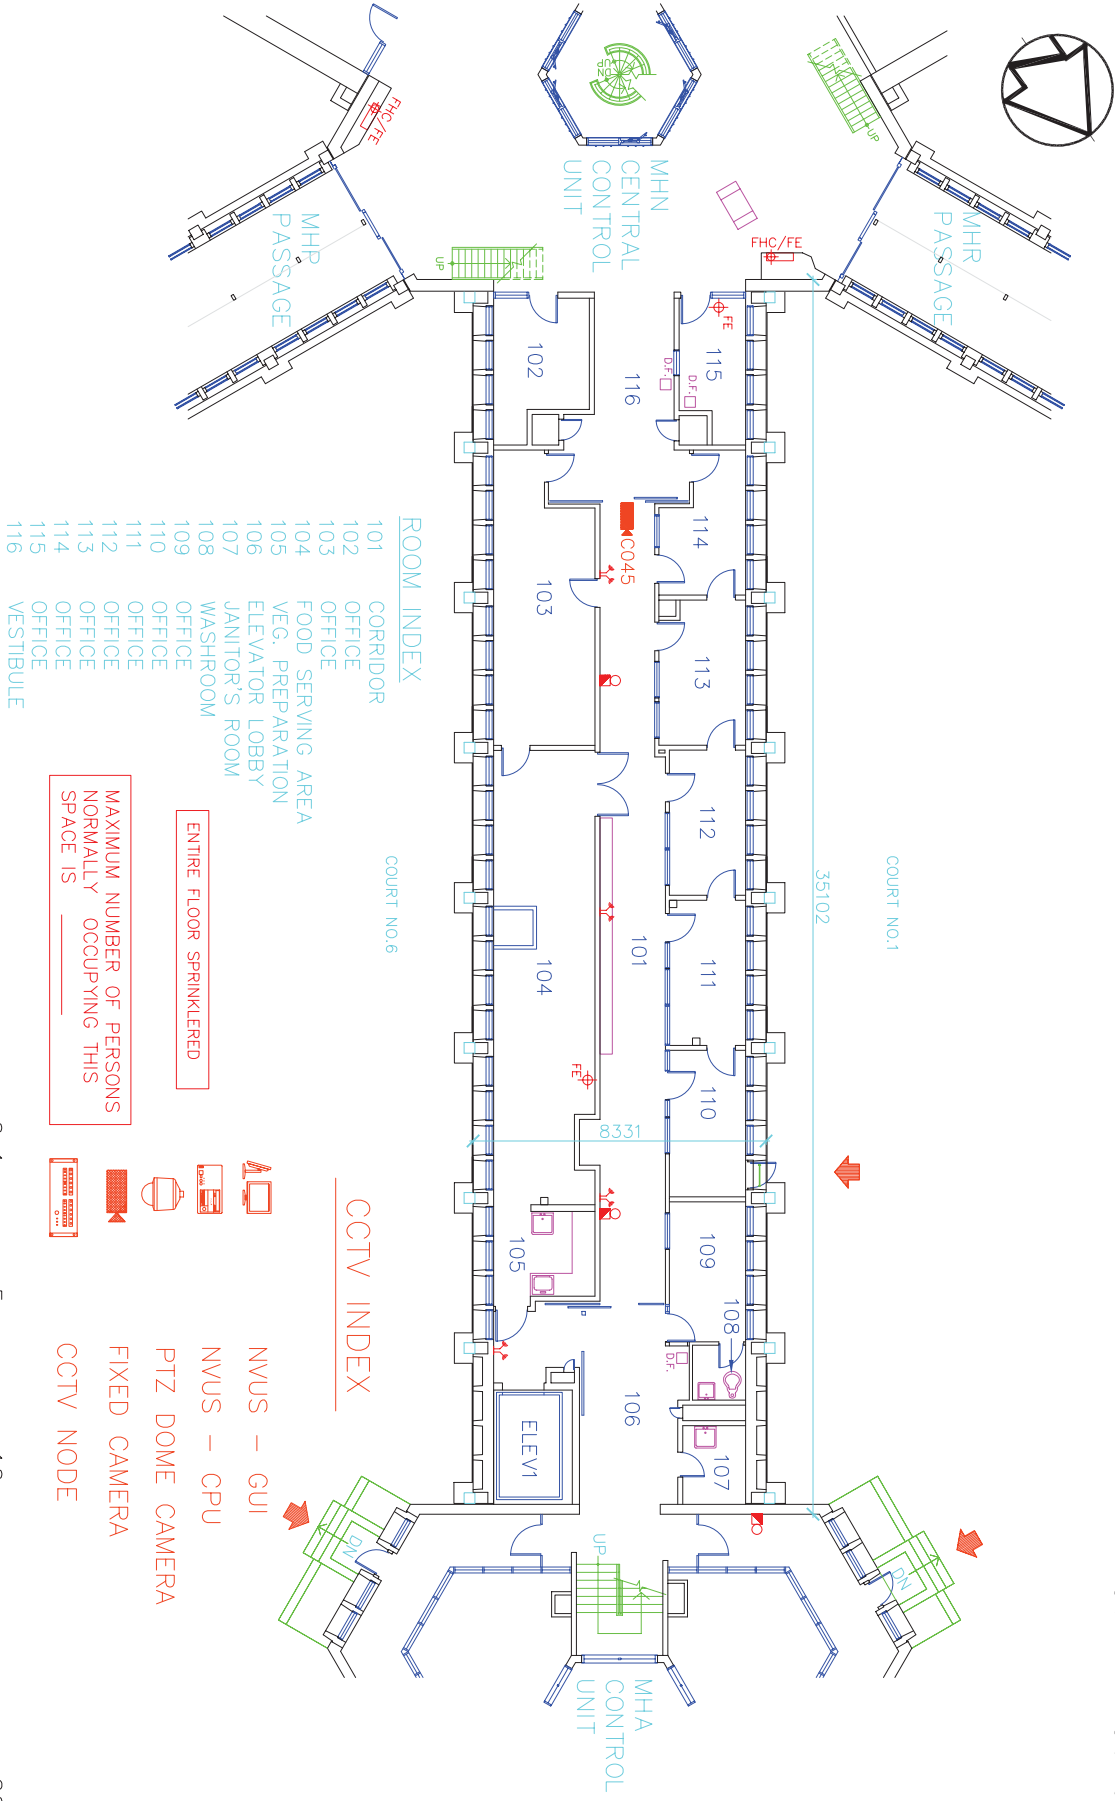 MHN
CENTRAL
CONTROL
UNIT
UP
DN
UP
FHC/FE
MHP
PASSAGE
UP
FHC/FE
MHR
PASSAGE
UP
FE
102
115
D.F.
D.F.
116
114
C045
103
113
112
111
101
104
FE
110
8331
35102
COURT NO.1
COURT NO.6
105
109
108
D.F.
106
107
ELEV1
UP
DN
DN
MHA
CONTROL
UNIT
ROOM INDEX
101 CORRIDOR
102 OFFICE
103 OFFICE
104 FOOD SERVING AREA
105 VEG. PREPARATION
106 ELEVATOR LOBBY
107 JANITOR'S ROOM
108 WASHROOM
109 OFFICE
110 OFFICE
111 OFFICE
112 OFFICE
113 OFFICE
114 OFFICE
115 OFFICE
116 VESTIBULE
ENTIRE FLOOR SPRINKLERED
MAXIMUM NUMBER OF PERSONS
NORMALLY OCCUPYING THIS
SPACE IS
CCTV INDEX
NVUS – GUI
NVUS – CPU
PTZ DOME CAMERA
FIXED CAMERA
CCTV NODE